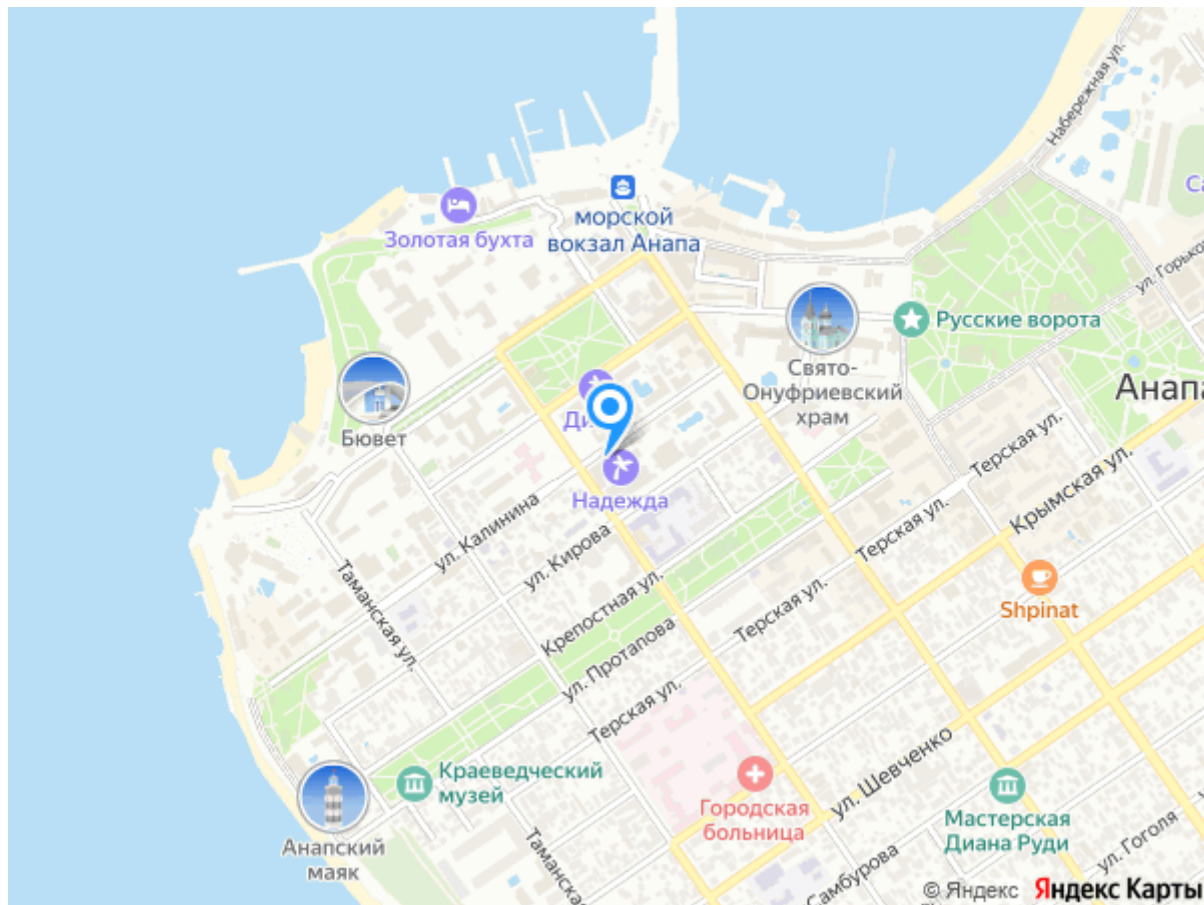 Набережная ул.
Са
ул. Горько
морской
вокзал Анапа
Золотая бухта
Русские ворота
Свято-
Онуфриевский
храм
Анапа
Ди
Бювет
Надежда
Терская ул.
Крымская ул.
ул. Калинина
ул. Кирова
Терская ул.
Таманская ул.
Крепостная ул.
Shpinat
Терская ул.
ул. Протапова
Терская ул.
ул. Шевченко
Краеведческий
музей
Городская
больница
Мастерская
Диана Руди
Анапский
маяк
Таманская
Самбурова
ул. Гоголя
© Яндекс Яндекс Карты